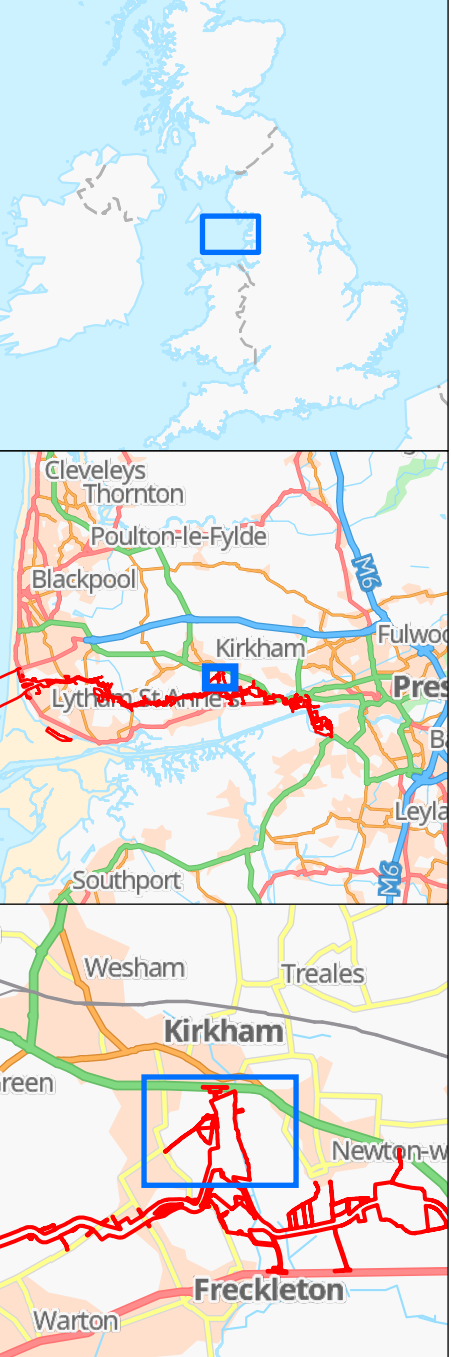 Cleveleys
Thornton
Poulton-le-Fylde
M6
Blackpool
Fulwoo
Kirkham
Pres
Lytham St Anne's
Ba
Leyla
Southport
M6
Wesham
Treales
Kirkham
reen
Newton-w
Freckleton
Warton